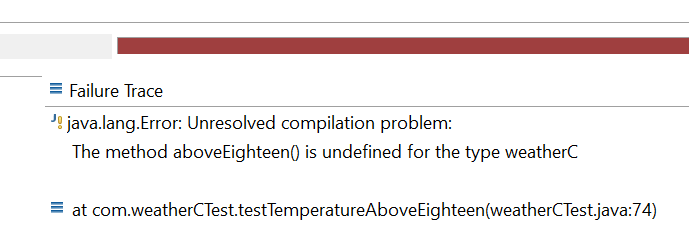 Failure Trace
java.lang.Error: Unresolved compilation problem:
The method aboveEighteen() is undefined for the type weatherC
at com.weatherCTest.testTemperatureAboveEighteen(weatherCTest.java:74)